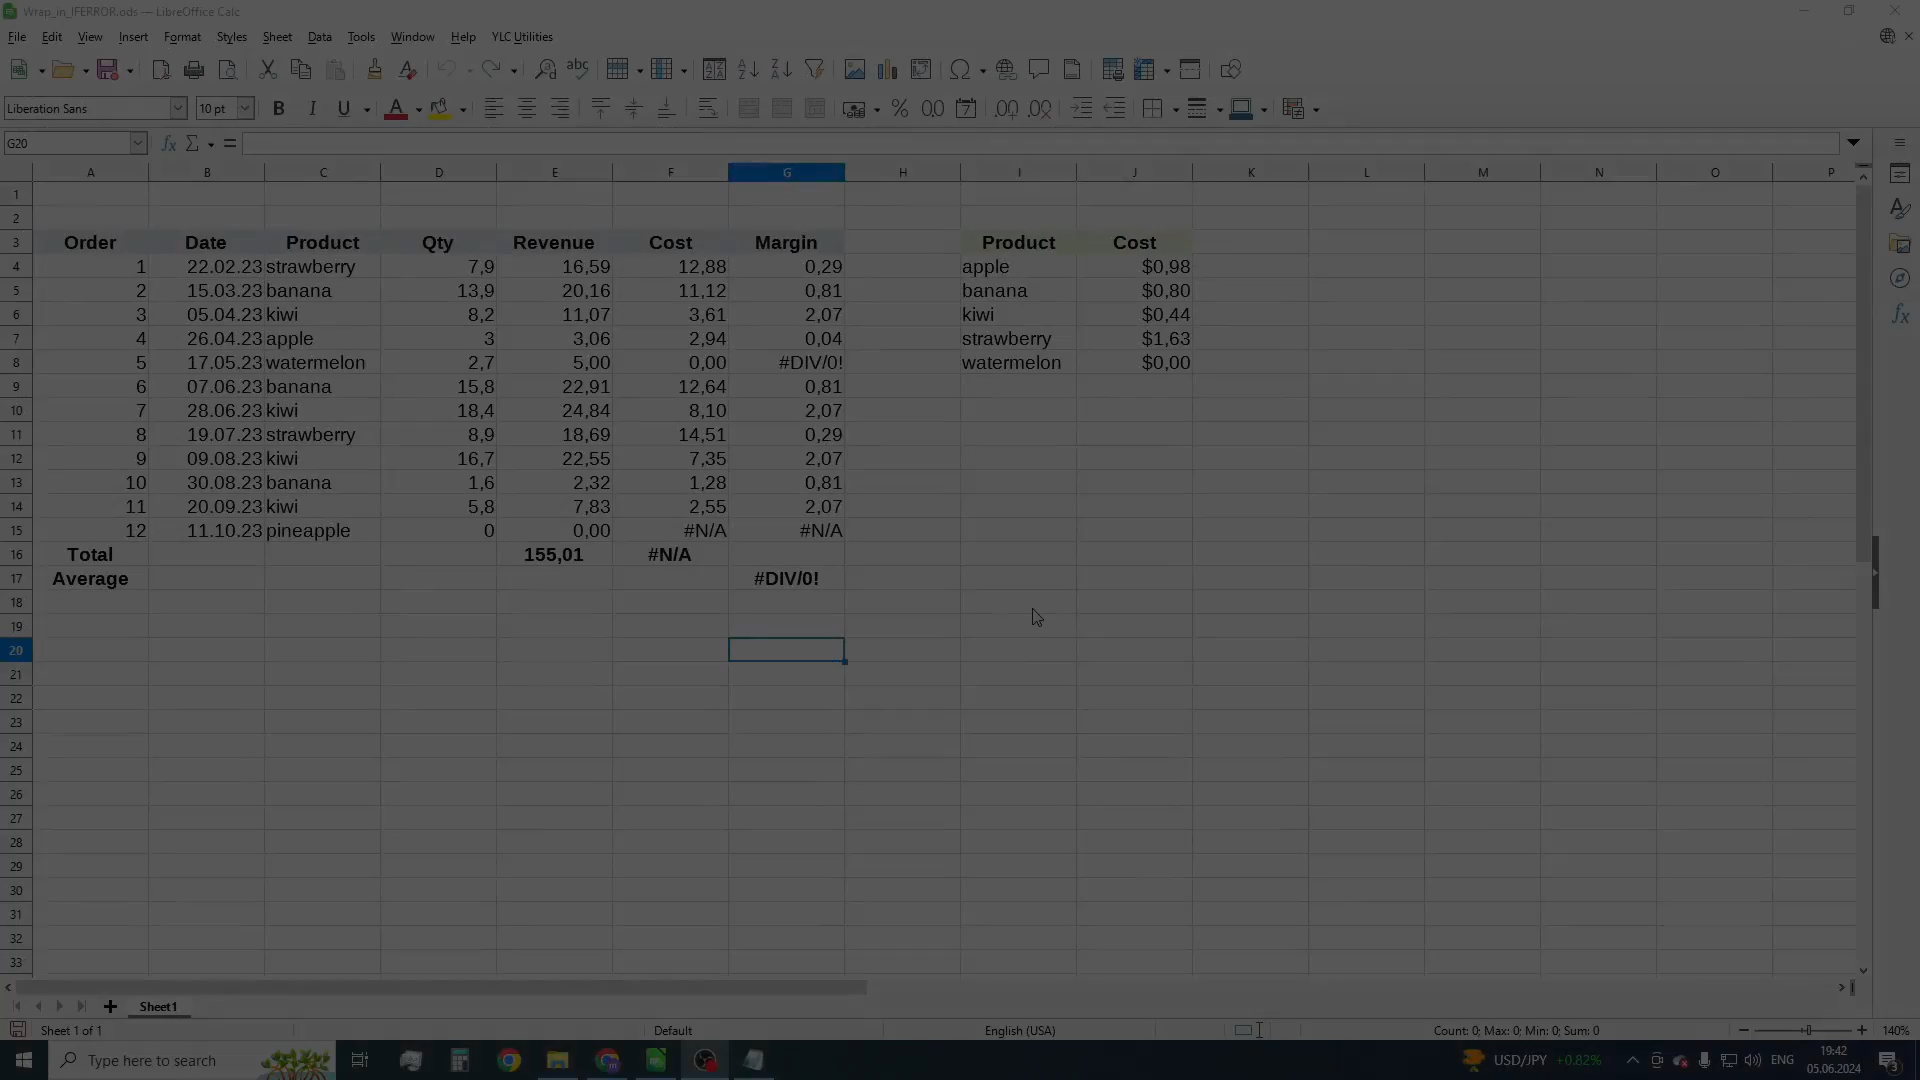 Wrap_in_IFERROR.ods — LibreOffice Calc
File Edit View Insert Format Styles Sheet Data Tools Window Help YLC Utilities
Liberation Sans 10 pt
G20
A B C D E F G H I J K L M N O P
1
2
3 Order Date Product Qty Revenue Cost Margin Product Cost
4 1 22.02.23 strawberry 7,9 16,59 12,88 0,29 apple $0,98
5 2 15.03.23 banana 13,9 20,16 11,12 0,81 banana $0,80
6 3 05.04.23 kiwi 8,2 11,07 3,61 2,07 kiwi $0,44
7 4 26.04.23 apple 3 3,06 2,94 0,04 strawberry $1,63
8 5 17.05.23 watermelon 2,7 5,00 0,00 #DIV/0! watermelon $0,00
9 6 07.06.23 banana 15,8 22,91 12,64 0,81
10 7 28.06.23 kiwi 18,4 24,84 8,10 2,07
11 8 19.07.23 strawberry 8,9 18,69 14,51 0,29
12 9 09.08.23 kiwi 16,7 22,55 7,35 2,07
13 10 30.08.23 banana 1,6 2,32 1,28 0,81
14 11 20.09.23 kiwi 5,8 7,83 2,55 2,07
15 12 11.10.23 pineapple 0 0,00 #N/A #N/A
16 Total 155,01 #N/A
17 Average #DIV/0!
18
19
20
21
22
23
24
25
26
27
28
29
30
31
32
33
Sheet1
Sheet 1 of 1 Default English (USA) Count: 0; Max: 0; Min: 0; Sum: 0 140%
Type here to search USD/JPY +0.82% ENG 19:42
05.06.2024 3